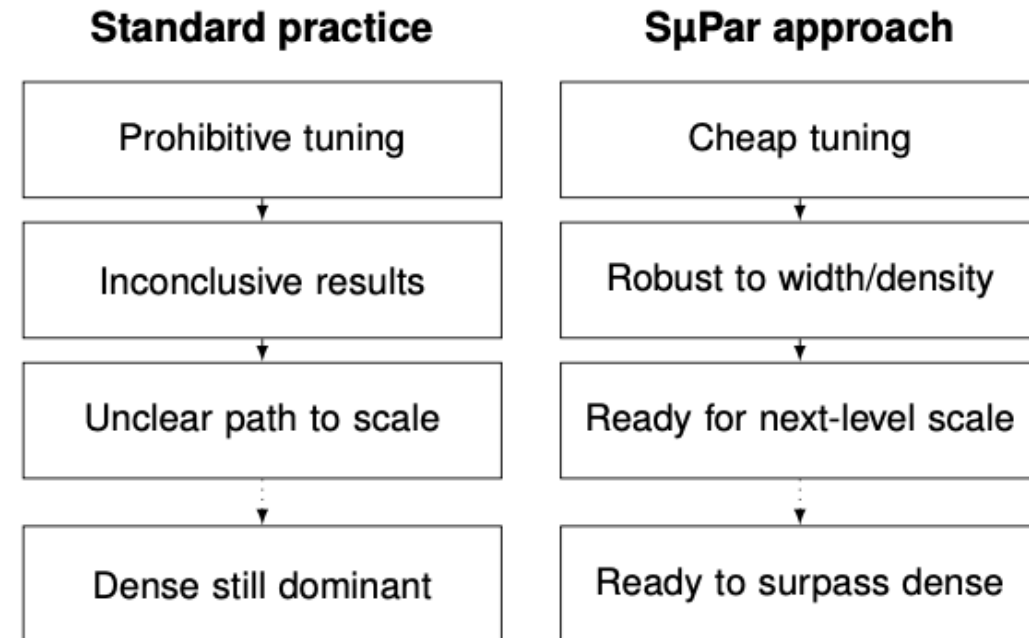 Standard practice
Prohibitive tuning
Inconclusive results
Unclear path to scale
Dense still dominant
SμPar approach
Cheap tuning
Robust to width/density
Ready for next-level scale
Ready to surpass dense